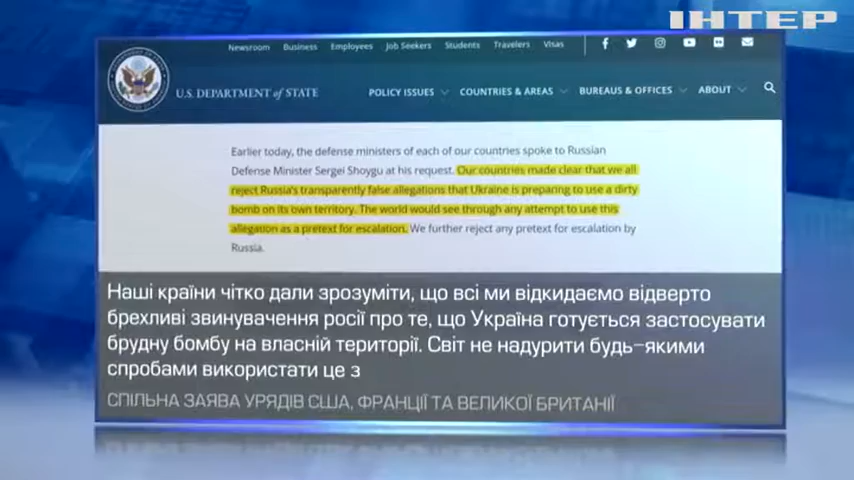 ІНТЕР
Newsroom Business Employees Job Seekers Students Travelers Visas
U.S. DEPARTMENT of STATE
POLICY ISSUES COUNTRIES & AREAS BUREAUS & OFFICES ABOUT
Earlier today, the defense ministers of each of our countries spoke to Russian
Defense Minister Sergei Shoygu at his request. Our countries made clear that we all
reject Russia's transparently false allegations that Ukraine is preparing to use a dirty
bomb on its own territory. The world would see through any attempt to use this
allegation as a pretext for escalation. We further reject any pretext for escalation by
Russia.
Наші країни чітко дали зрозуміти, що всі ми відкидаємо відверто
брехливі звинувачення росії про те, що Україна готується застосувати
брудну бомбу на власній території. Світ не надурити будь-якими
спробами використати це з
СПІЛЬНА ЗАЯВА УРЯДІВ США, ФРАНЦІЇ ТА ВЕЛИКОЇ БРИТАНІЇ